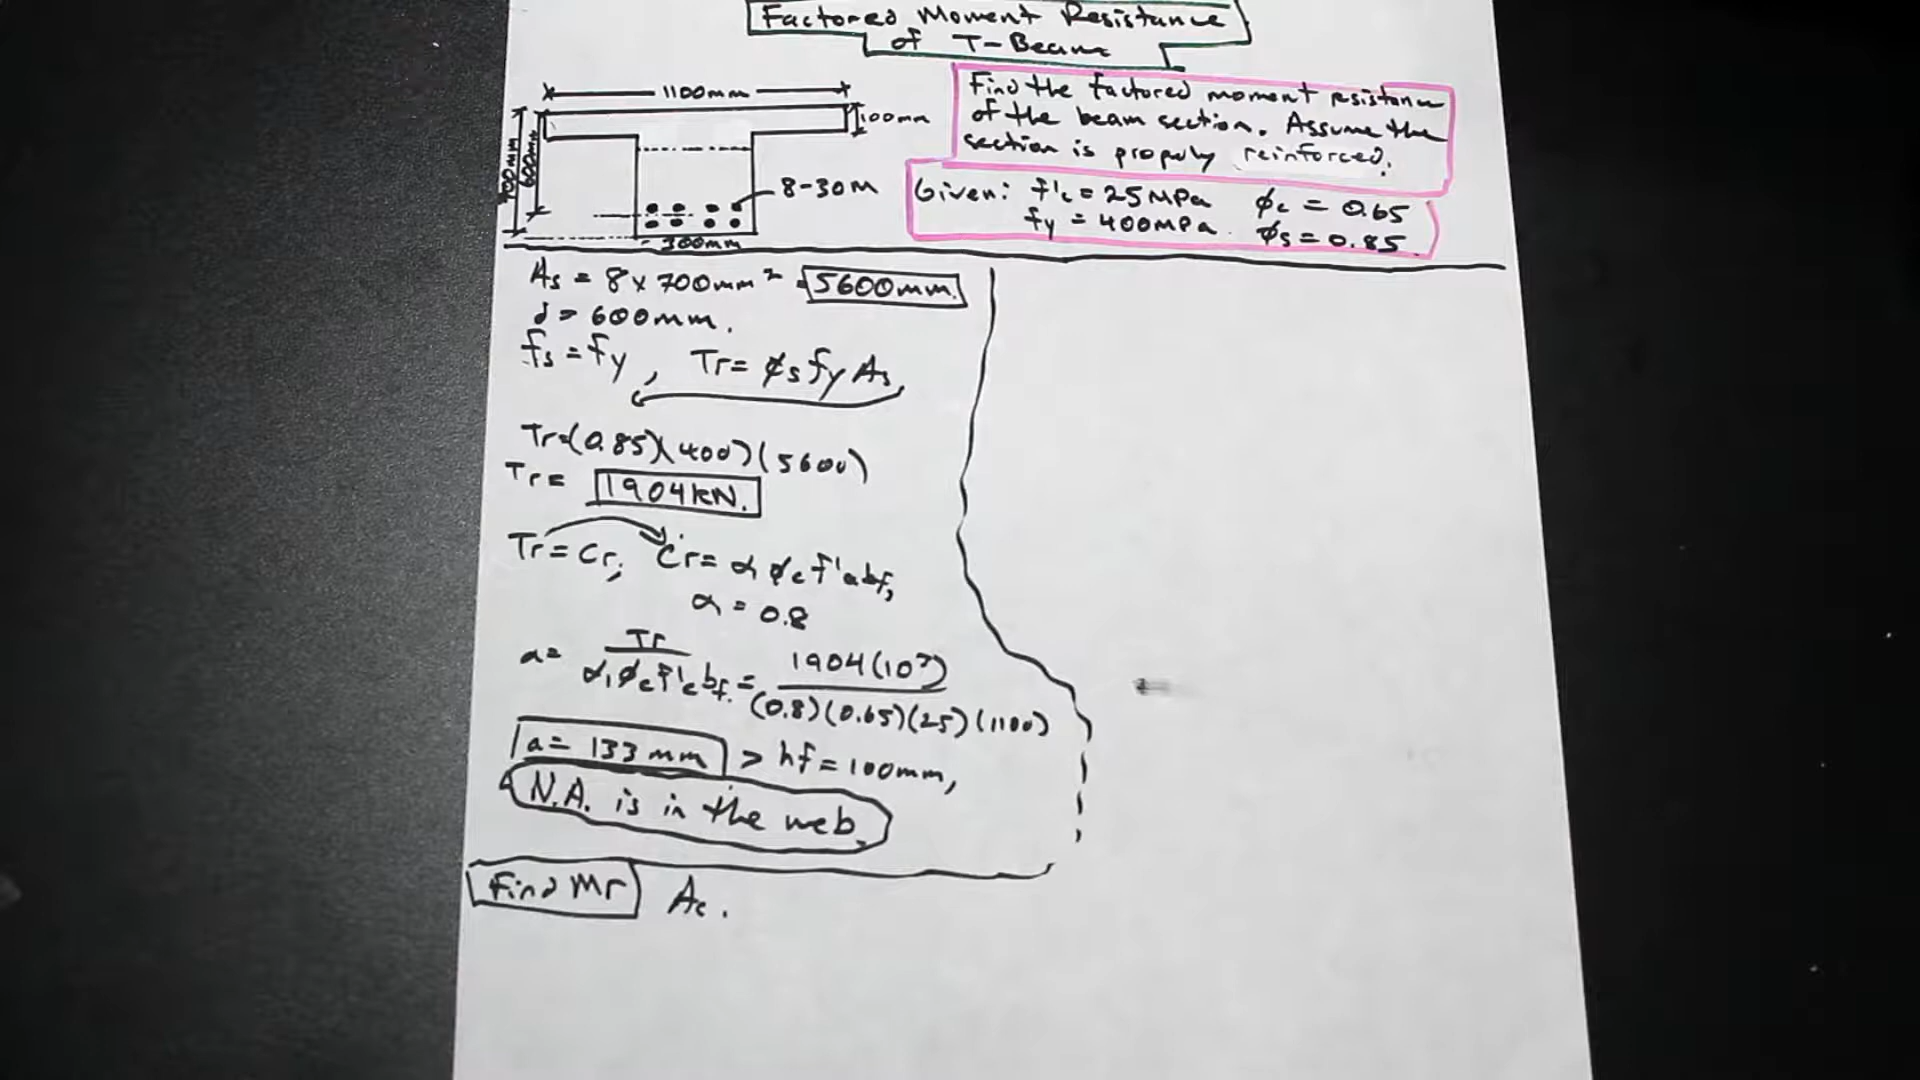 Factored Moment Resistance
of T-Beam
1100mm
100mm
700mm
600mm
8-30M
300mm
Find the factored moment rsistance
of the beam section. Assume the
section is properly reinforced.
Given: f'c = 25MPa φc = 0.65
fy = 400MPa. φs = 0.85
As = 8 x 700mm² = 5600mm.
d = 600mm.
fs = fy, Tr = φs fy As,
Tr=(0.85)(400)(5600)
Tr = 1904kN.
Tr = Cr; Cr = α φc f' a bf,
α = 0.8
a = Tr / α1 φc f'c bf. = 1904(10³) / (0.8)(0.65)(25)(1100)
a = 133 mm > hf = 100mm,
N.A. is in the web.
Find Mr Ac.